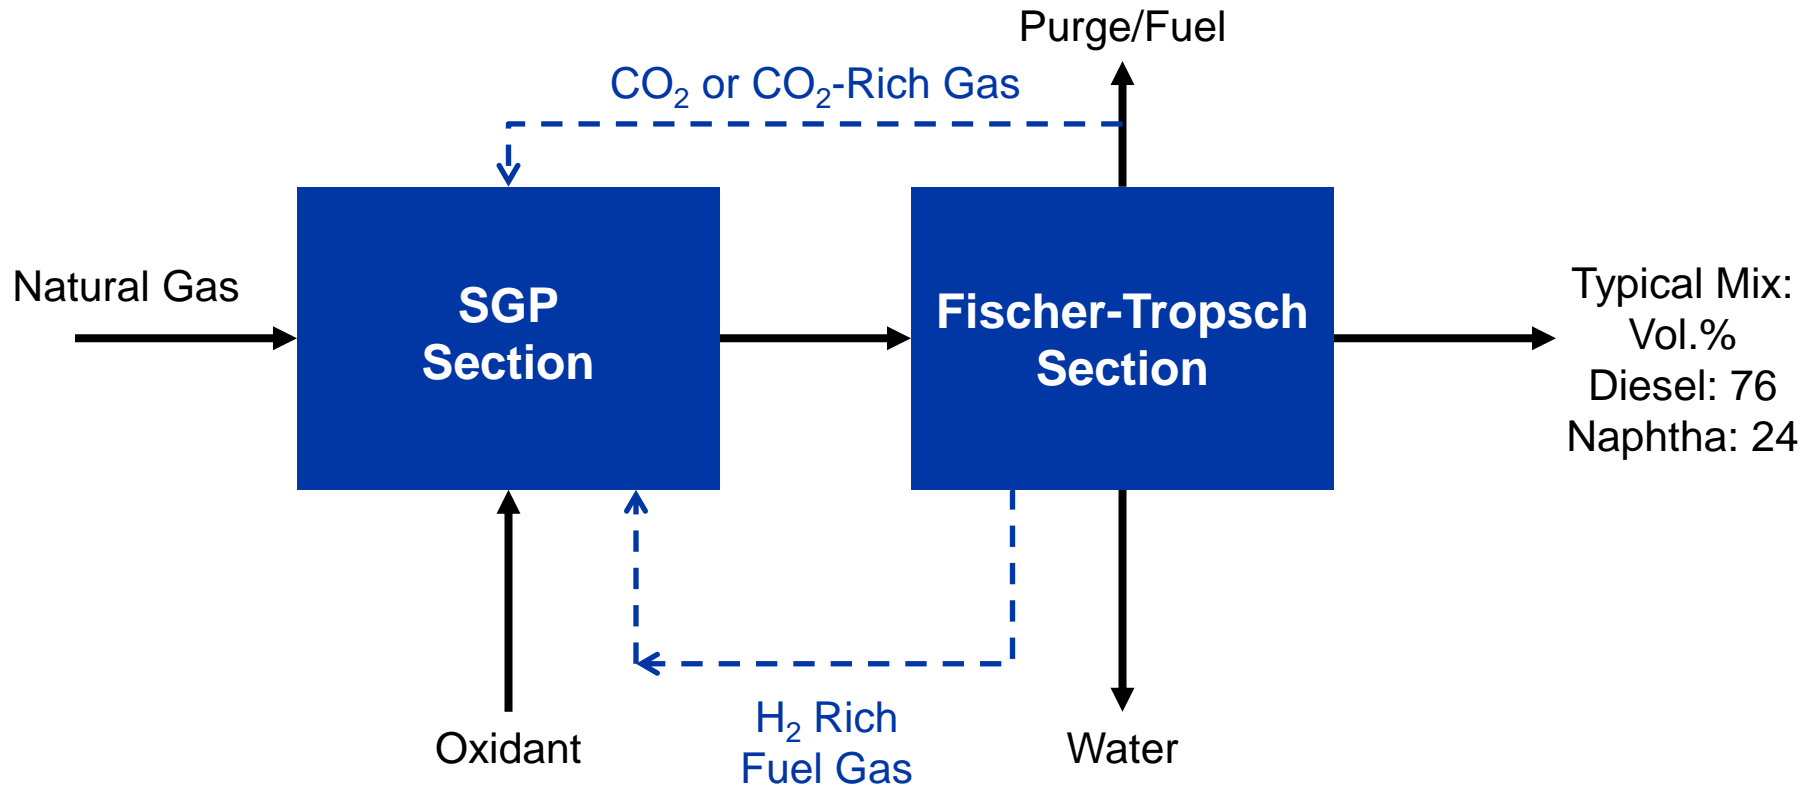 Purge/Fuel
CO₂ or CO₂-Rich Gas
Natural Gas
SGP
Section
Fischer-Tropsch
Section
Typical Mix:
Vol.%
Diesel: 76
Naphtha: 24
Oxidant
H₂ Rich
Fuel Gas
Water